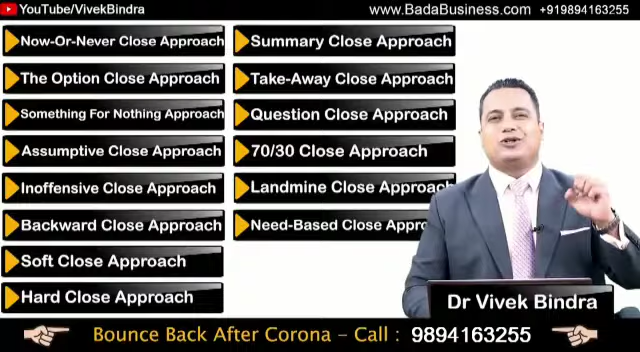 YouTube/VivekBindra
www.BadaBusiness.com +919894163255
Now-Or-Never Close Approach
The Option Close Approach
Something For Nothing Approach
Assumptive Close Approach
Inoffensive Close Approach
Backward Close Approach
Soft Close Approach
Hard Close Approach
Summary Close Approach
Take-Away Close Approach
Question Close Approach
70/30 Close Approach
Landmine Close Approach
Need-Based Close
Dr Vivek Bindra
Bounce Back After Corona – Call : 9894163255